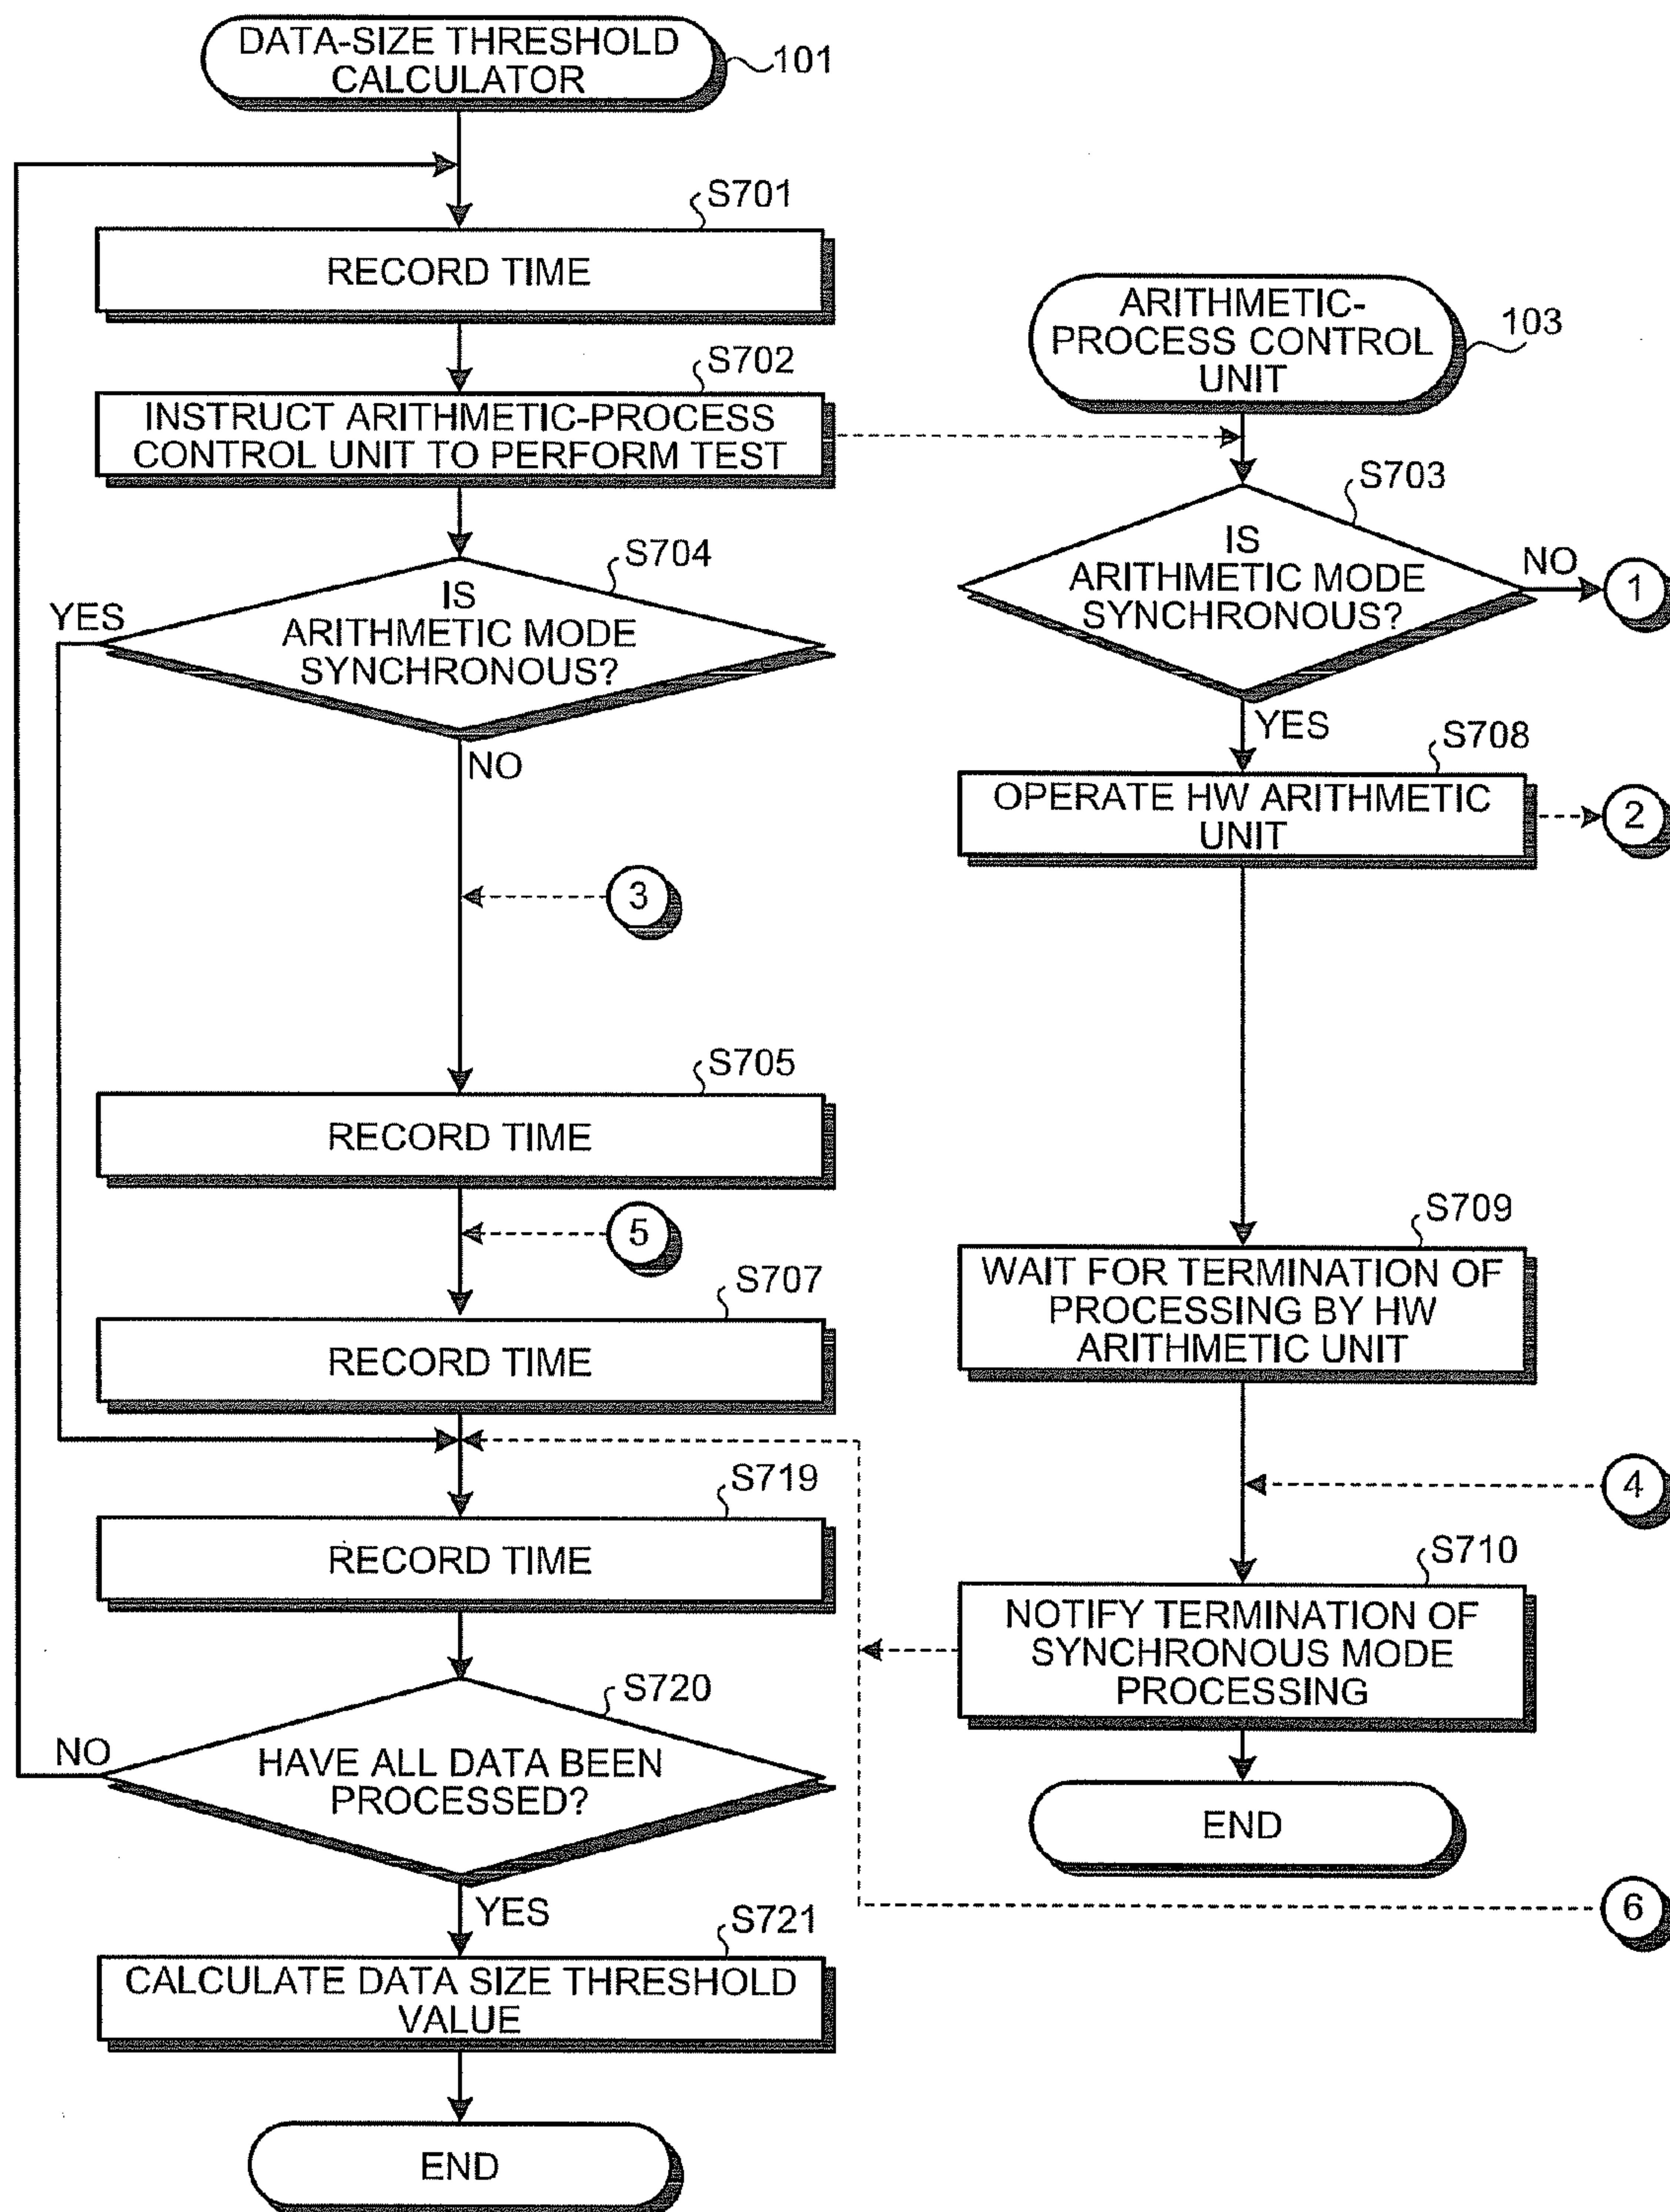 DATA-SIZE THRESHOLD
CALCULATOR
101
S701
RECORD TIME
S702
INSTRUCT ARITHMETIC-PROCESS
CONTROL UNIT TO PERFORM TEST
S704
IS
ARITHMETIC MODE
SYNCHRONOUS?
YES
NO
3
S705
RECORD TIME
5
S707
RECORD TIME
S719
RECORD TIME
S720
HAVE ALL DATA BEEN
PROCESSED?
NO
YES
S721
CALCULATE DATA SIZE THRESHOLD
VALUE
END
ARITHMETIC-
PROCESS CONTROL
UNIT
103
S703
IS
ARITHMETIC MODE
SYNCHRONOUS?
NO
1
YES
S708
OPERATE HW ARITHMETIC
UNIT
2
S709
WAIT FOR TERMINATION OF
PROCESSING BY HW
ARITHMETIC UNIT
4
S710
NOTIFY TERMINATION OF
SYNCHRONOUS MODE
PROCESSING
END
6